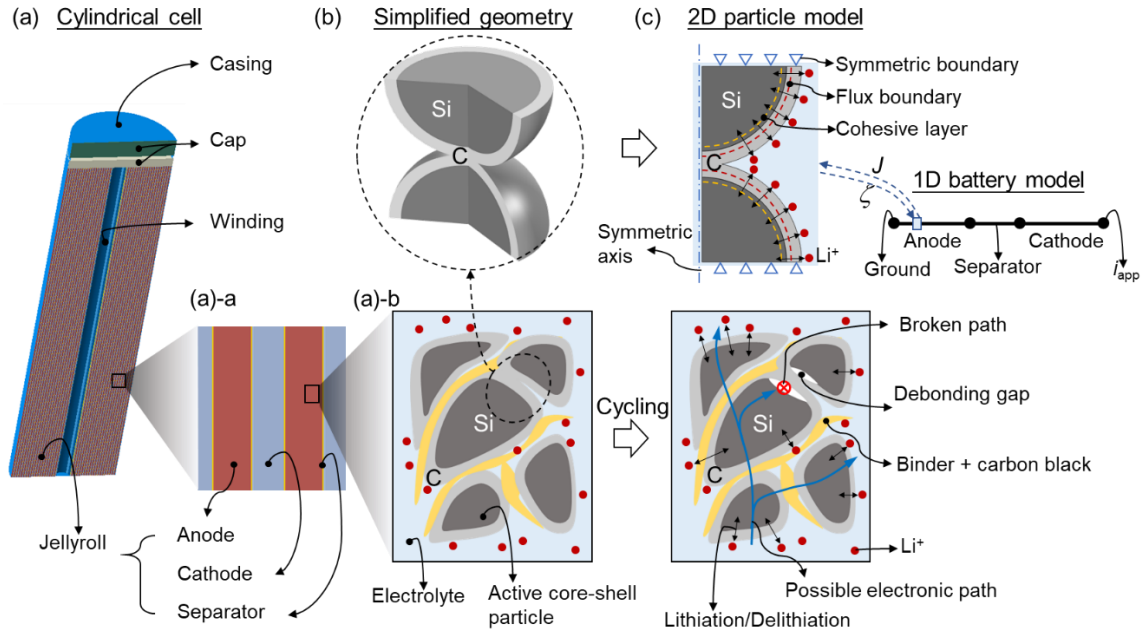 (a) Cylindrical cell
Casing
Cap
Winding
(a)-a
Jellyroll
Anode
Cathode
Separator
(b) Simplified geometry
Si
C
(a)-b
Si
C
Electrolyte
Active core-shell
particle
Cycling
(c) 2D particle model
Si
C
Symmetric boundary
Flux boundary
Cohesive layer
Symmetric
axis
Li⁺
J
ζ
1D battery model
Anode
Cathode
Ground
Separator
i_app
Si
C
Broken path
Debonding gap
Binder + carbon black
Li⁺
Possible electronic path
Lithiation/Delithiation